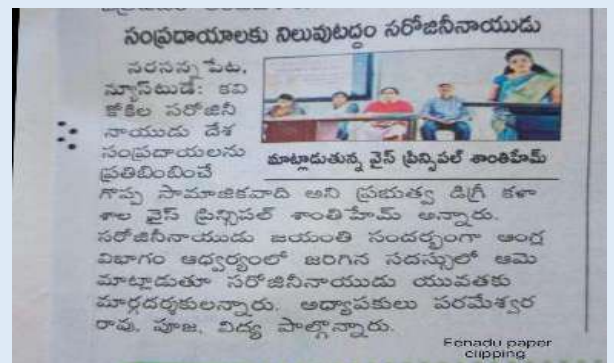 సంప్రదాయాలకు నిలువుటద్దం సరోజినీనాయుడు
నరసన్నపేట,
న్యూస్‌టుడే: కవి
కోకిల సరోజినీ
నాయుడు దేశ
సంప్రదాయలను
ప్రతిబింబించే
మాట్లాడుతున్న వైస్ ప్రిన్సిపల్ శాంతిహేమ్
గొప్ప సామాజికవాది అని ప్రభుత్వ డిగ్రీ కళా
శాల వైస్ ప్రిన్సిపల్ శాంతిహేమ్ అన్నారు.
సరోజినీనాయుడు జయంతి సందర్భంగా ఆంగ్ల
విభాగం ఆధ్వర్యంలో జరిగిన సదస్సులో ఆమె
మాట్లాడుతూ సరోజినీనాయుడు యువతకు
మార్గదర్శకులన్నారు. అధ్యాపకులు పరమేశ్వర
రావు, పూజ, విద్య పాల్గొన్నారు.
Eenadu paper
clipping